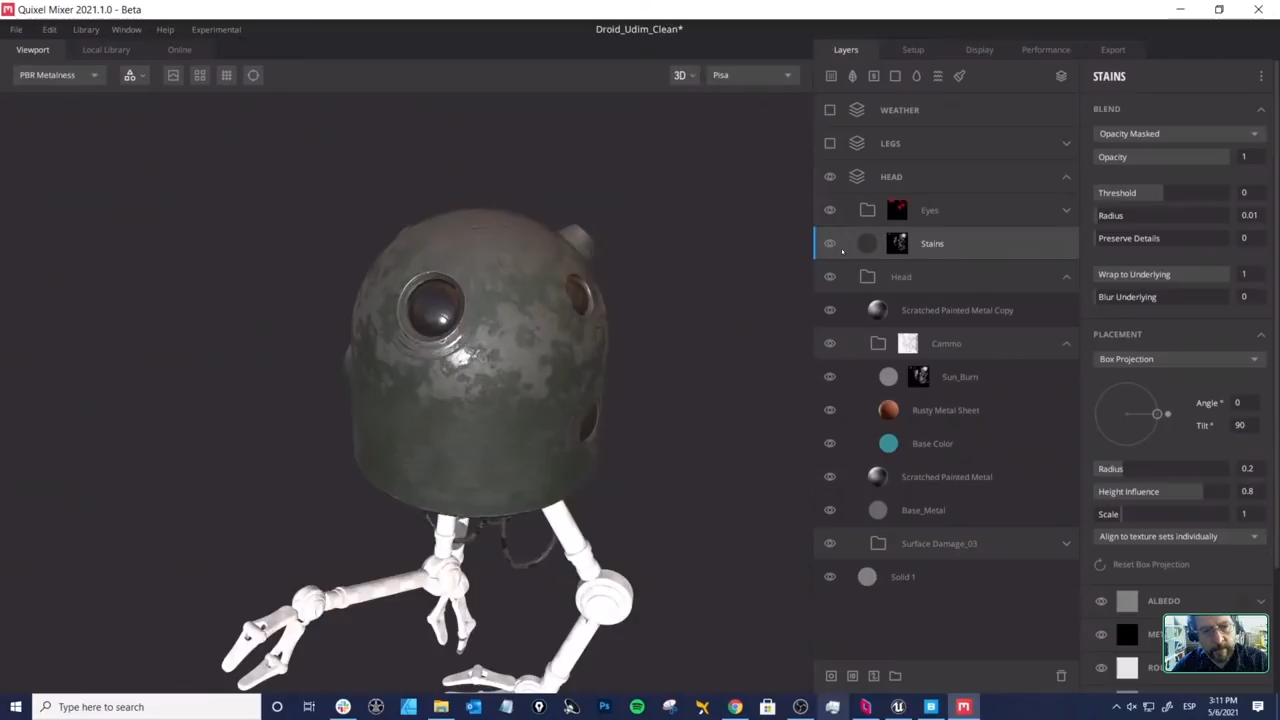 Quixel Mixer 2021.1.0 - Beta
File Edit Library Window Help Experimental
Droid_Udim_Clean*
Viewport Local Library Online
Layers Setup Display Performance Export
PBR Metalness
3D Pisa
STAINS
WEATHER
LEGS
HEAD
Eyes
Stains
Head
Scratched Painted Metal Copy
Cammo
Sun_Burn
Rusty Metal Sheet
Base Color
Scratched Painted Metal
Base_Metal
Surface Damage_03
Solid 1
BLEND
Opacity Masked
Opacity 1
Threshold 0
Radius 0.01
Preserve Details 0
Wrap to Underlying 1
Blur Underlying 0
PLACEMENT
Box Projection
Angle ° 0
Tilt ° 90
Radius 0.2
Height Influence 0.8
Scale 1
Align to texture sets individually
Reset Box Projection
ALBEDO
Type here to search
ESP
3:11 PM
5/6/2021